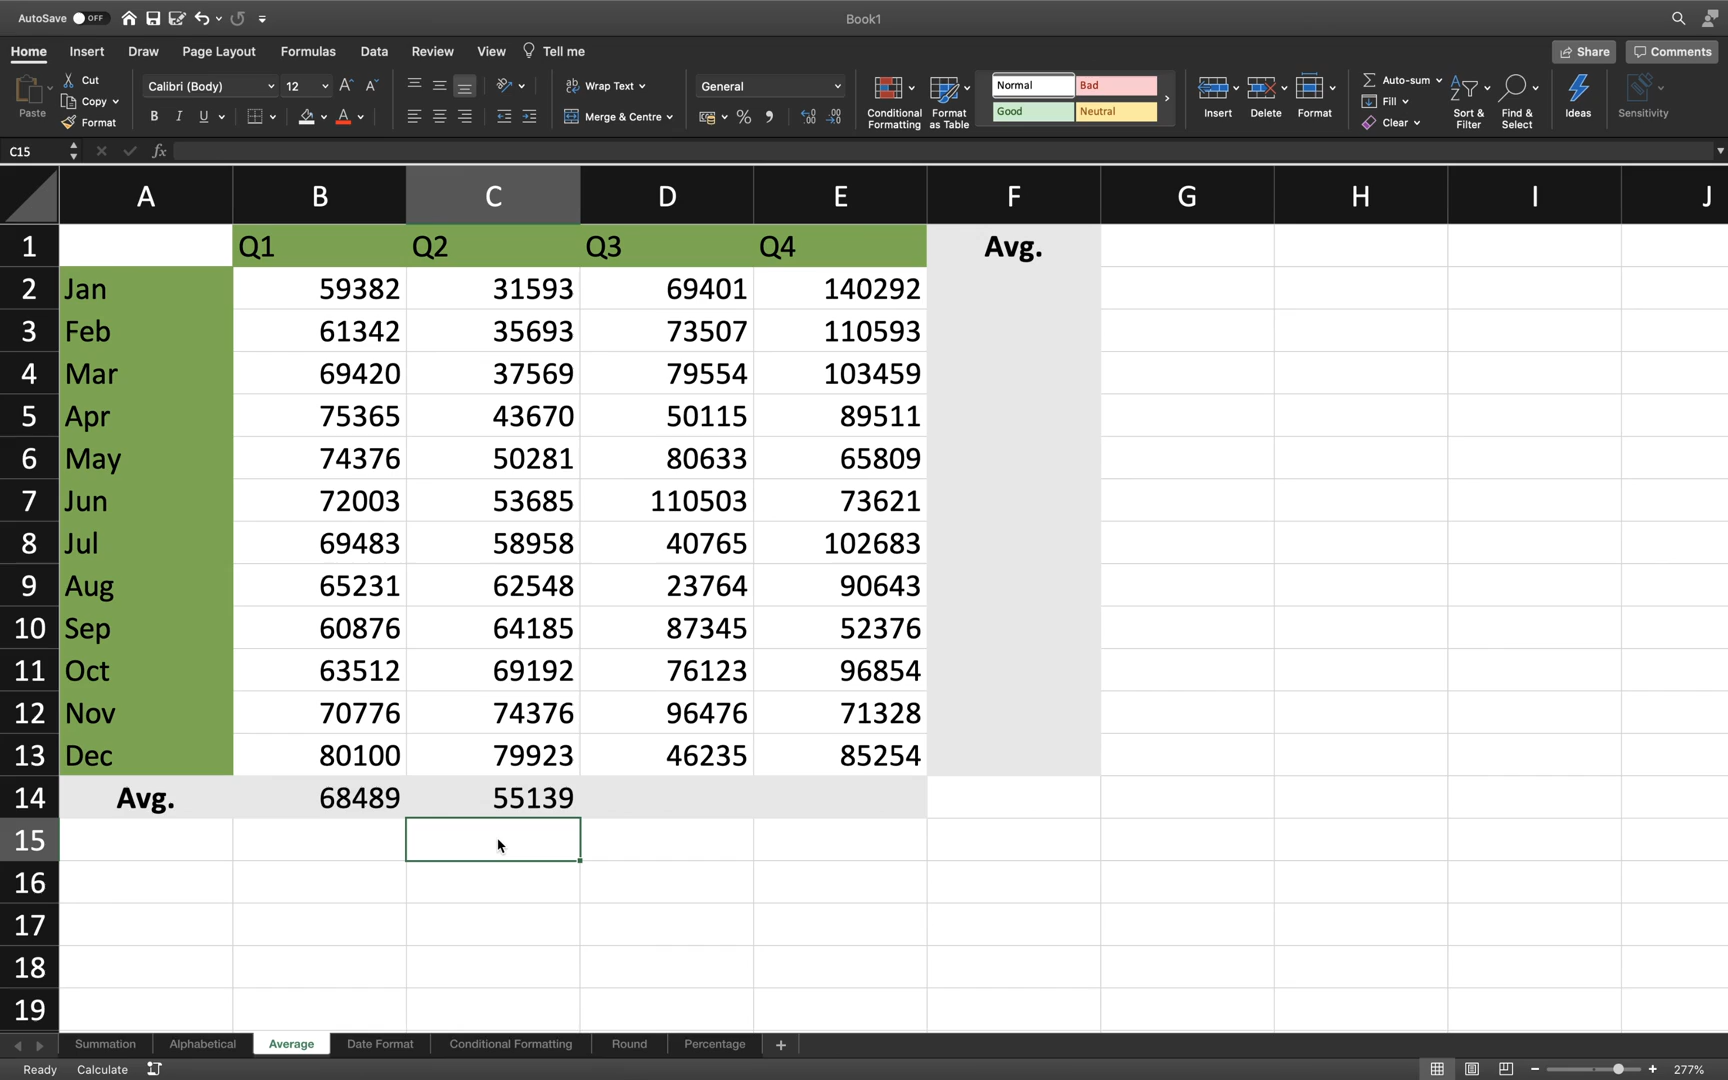 AutoSave OFF Book1
Home Insert Draw Page Layout Formulas Data Review View Tell me Share Comments
Paste Cut Copy Format
Calibri (Body) 12 Wrap Text General
B I U A Merge & Centre % Conditional Formatting Format as Table
Normal Bad
Good Neutral
Insert Delete Format
Auto-sum Fill Clear
Sort & Filter Find & Select Ideas Sensitivity
C15 fx
A B C D E F G H I J
1 Q1 Q2 Q3 Q4 Avg.
2 Jan 59382 31593 69401 140292
3 Feb 61342 35693 73507 110593
4 Mar 69420 37569 79554 103459
5 Apr 75365 43670 50115 89511
6 May 74376 50281 80633 65809
7 Jun 72003 53685 110503 73621
8 Jul 69483 58958 40765 102683
9 Aug 65231 62548 23764 90643
10 Sep 60876 64185 87345 52376
11 Oct 63512 69192 76123 96854
12 Nov 70776 74376 96476 71328
13 Dec 80100 79923 46235 85254
14 Avg. 68489 55139
15
16
17
18
19
Summation Alphabetical Average Date Format Conditional Formatting Round Percentage +
Ready Calculate 277%